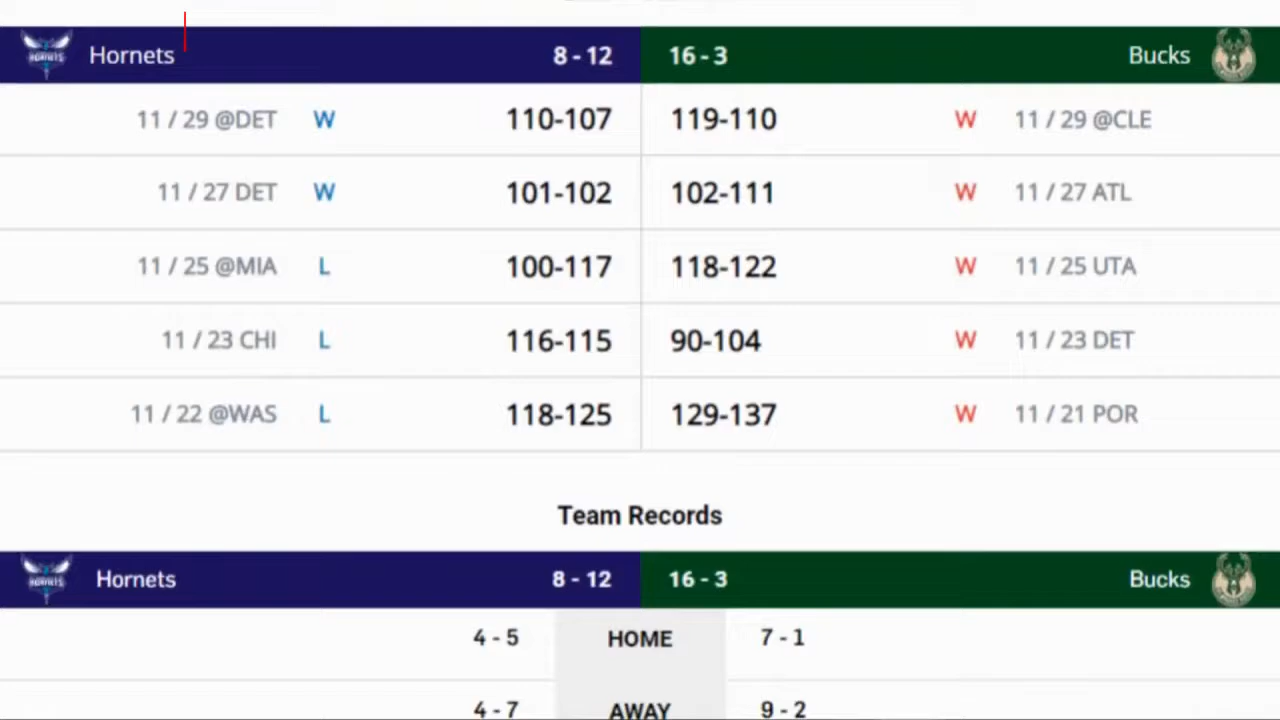 Hornets 8 - 12 16 - 3 Bucks
11 / 29 @DET W 110-107 119-110 W 11 / 29 @CLE
11 / 27 DET W 101-102 102-111 W 11 / 27 ATL
11 / 25 @MIA L 100-117 118-122 W 11 / 25 UTA
11 / 23 CHI L 116-115 90-104 W 11 / 23 DET
11 / 22 @WAS L 118-125 129-137 W 11 / 21 POR
Team Records
Hornets 8 - 12 16 - 3 Bucks
4 - 5 HOME 7 - 1
4 - 7 AWAY 9 - 2